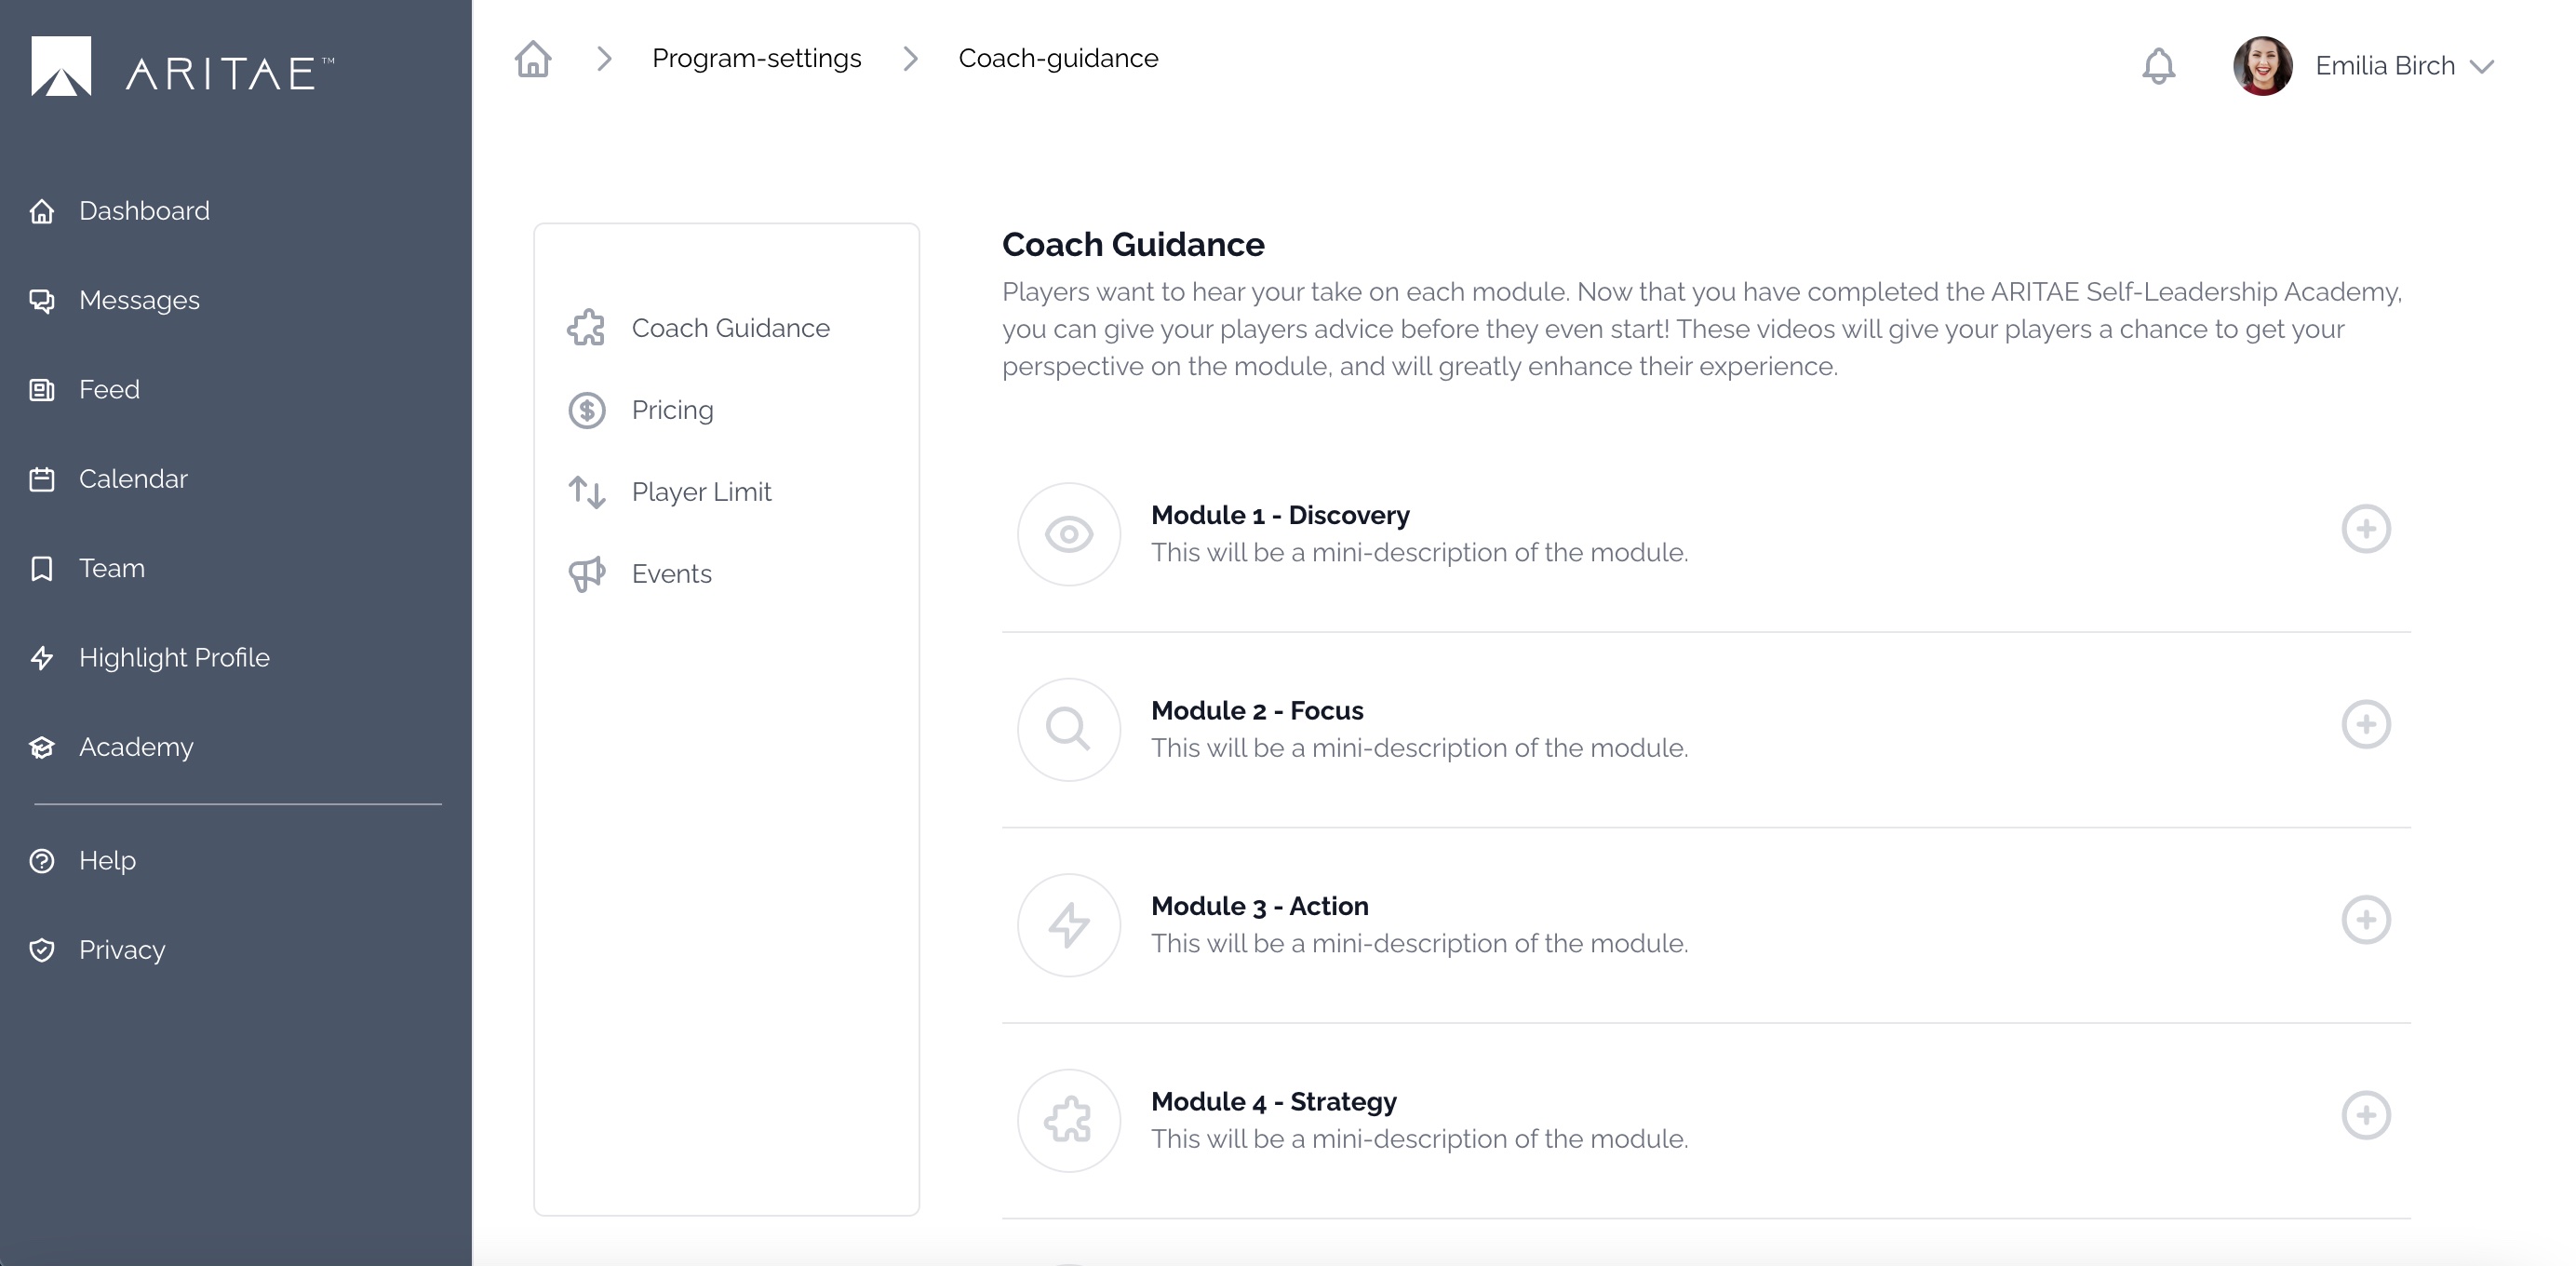 ARITAE™
Dashboard
Messages
Feed
Calendar
Team
Highlight Profile
Academy
Help
Privacy
Program-settings
Coach-guidance
Emilia Birch
Coach Guidance
Pricing
Player Limit
Events
Coach Guidance
Players want to hear your take on each module. Now that you have completed the ARITAE Self-Leadership Academy,
you can give your players advice before they even start! These videos will give your players a chance to get your
perspective on the module, and will greatly enhance their experience.
Module 1 - Discovery
This will be a mini-description of the module.
Module 2 - Focus
This will be a mini-description of the module.
Module 3 - Action
This will be a mini-description of the module.
Module 4 - Strategy
This will be a mini-description of the module.